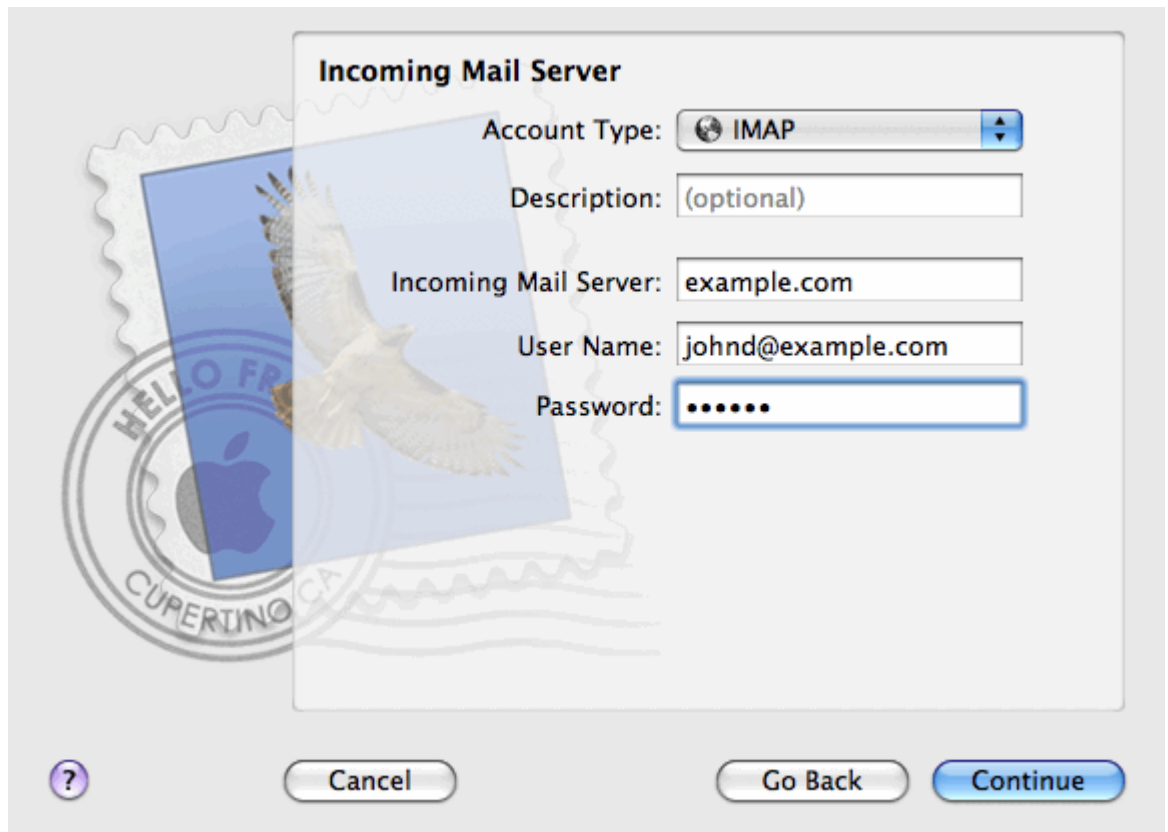 Incoming Mail Server
Account Type: IMAP
Description: (optional)
Incoming Mail Server: example.com
User Name: johnd@example.com
Password: ••••••
HELLO FR
CUPERTINO CA
? Cancel Go Back Continue